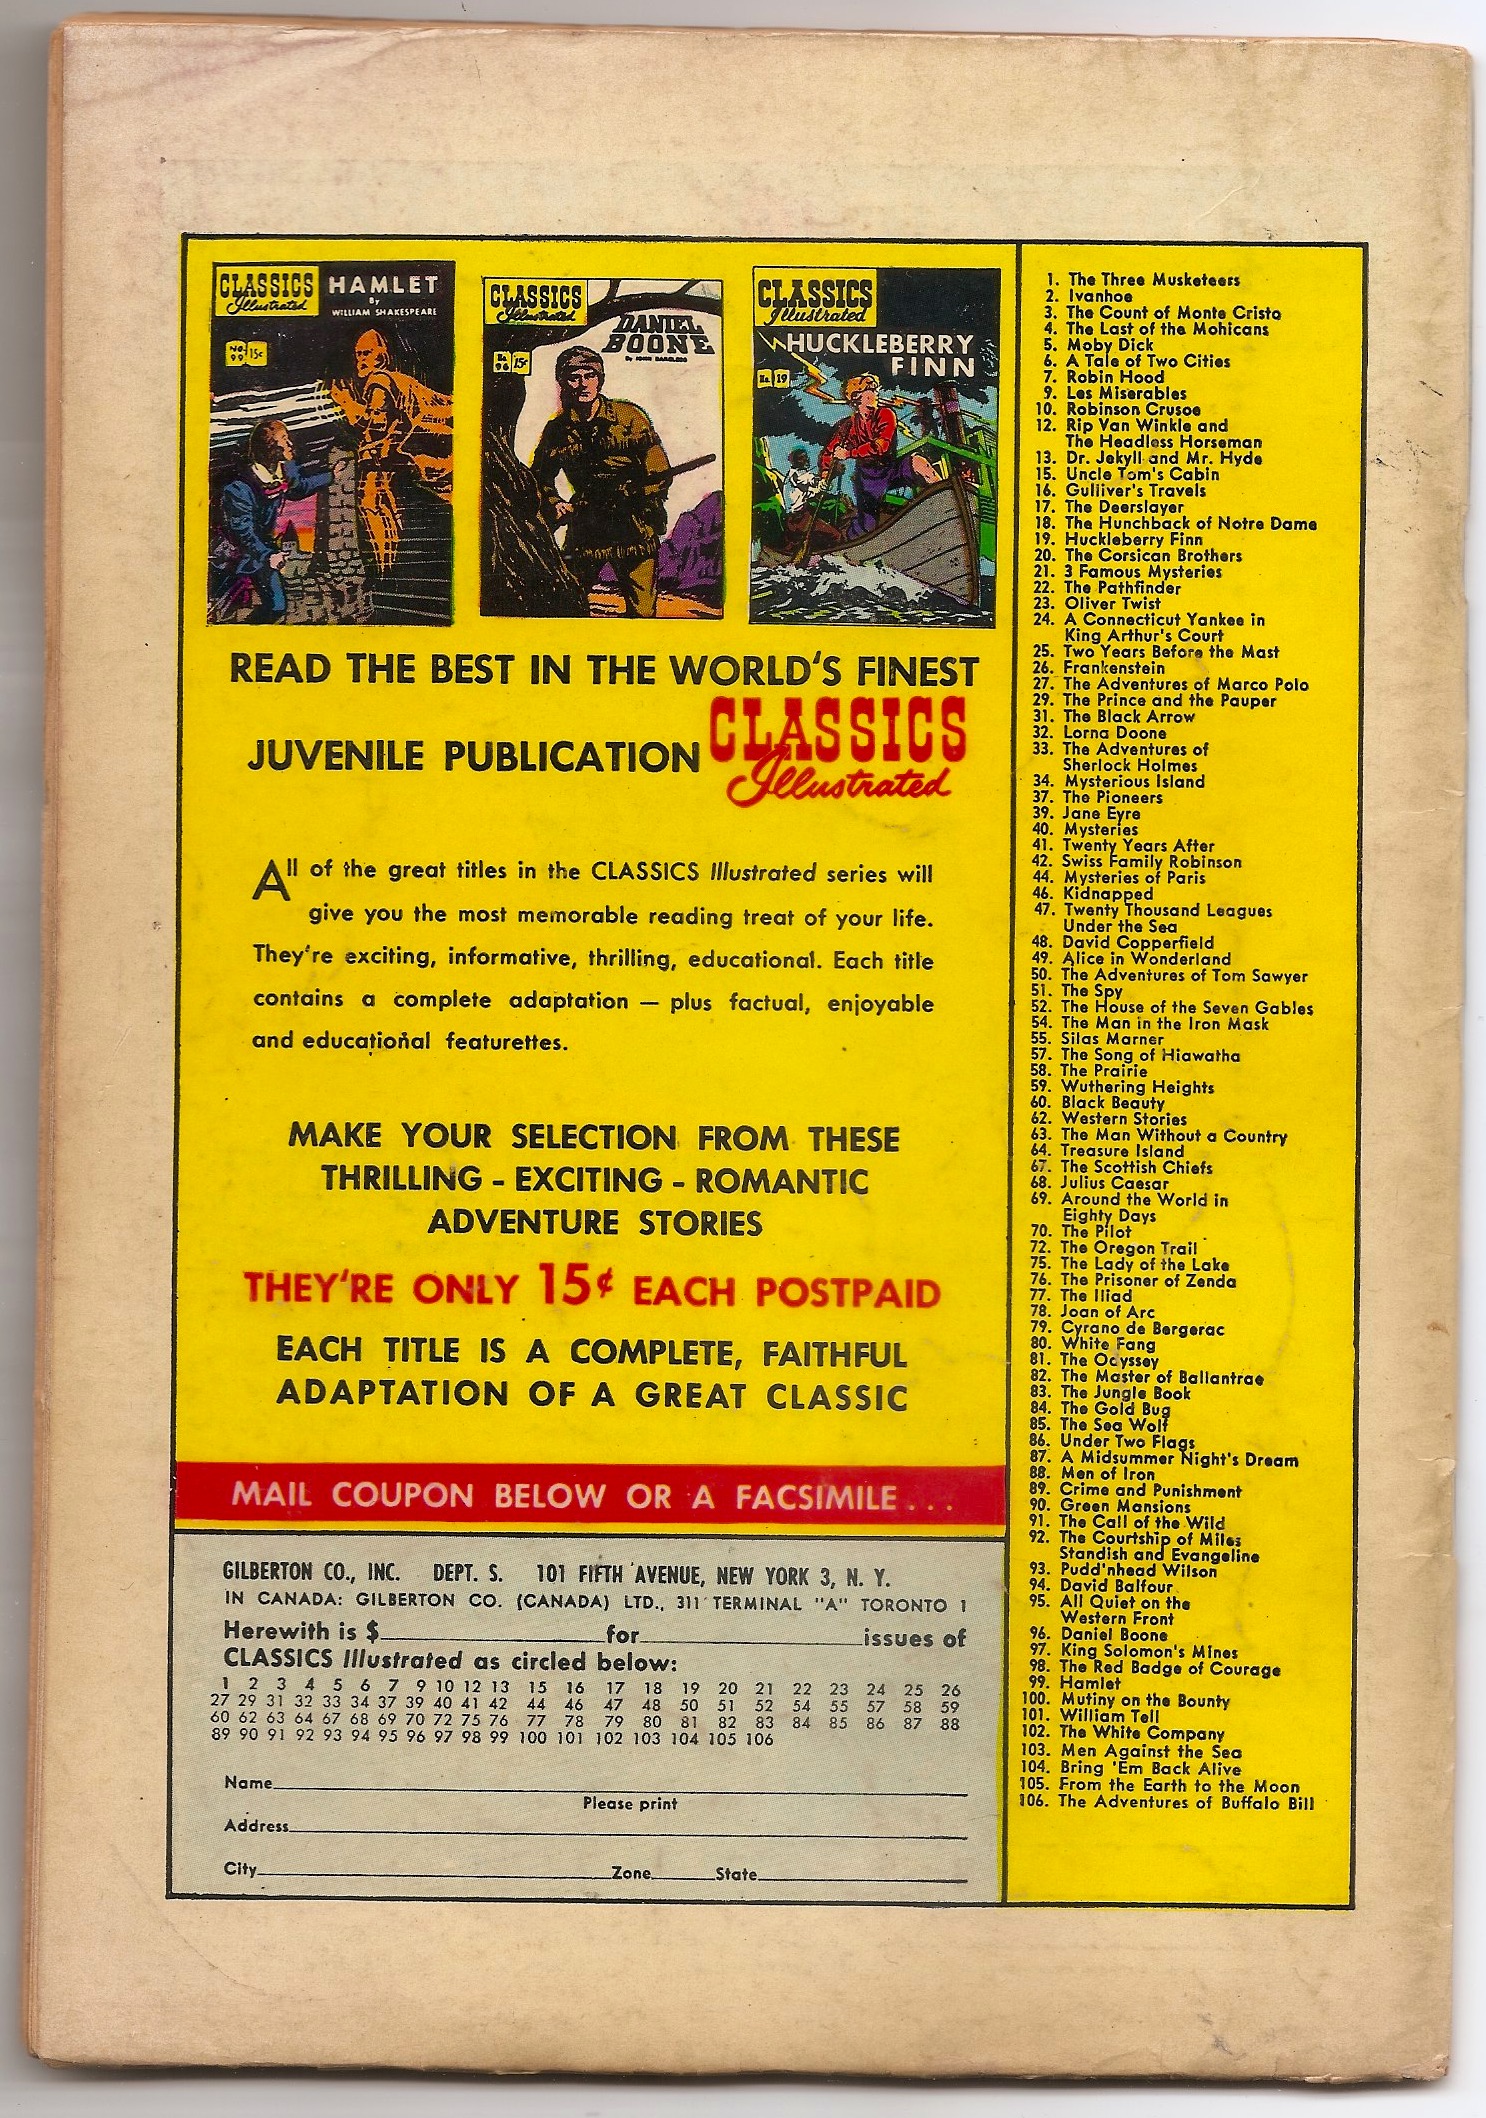 CLASSICS
Illustrated
HAMLET
By
WILLIAM SHAKESPEARE
NO. 99 15¢
CLASSICS
Illustrated
DANIEL
BOONE
No. 96 15¢
CLASSICS
Illustrated
HUCKLEBERRY
FINN
No. 19
READ THE BEST IN THE WORLD'S FINEST
JUVENILE PUBLICATION CLASSICS
Illustrated
All of the great titles in the CLASSICS Illustrated series will
give you the most memorable reading treat of your life.
They're exciting, informative, thrilling, educational. Each title
contains a complete adaptation — plus factual, enjoyable
and educational featurettes.
MAKE YOUR SELECTION FROM THESE
THRILLING - EXCITING - ROMANTIC
ADVENTURE STORIES
THEY'RE ONLY 15¢ EACH POSTPAID
EACH TITLE IS A COMPLETE, FAITHFUL
ADAPTATION OF A GREAT CLASSIC
MAIL COUPON BELOW OR A FACSIMILE . . .
GILBERTON CO., INC. DEPT. S. 101 FIFTH AVENUE, NEW YORK 3, N. Y.
IN CANADA: GILBERTON CO. (CANADA) LTD., 311 TERMINAL "A" TORONTO 1
Herewith is $ for issues of
CLASSICS Illustrated as circled below:
1 2 3 4 5 6 7 9 10 12 13 15 16 17 18 19 20 21 22 23 24 25 26
27 29 31 32 33 34 37 39 40 41 42 44 46 47 48 50 51 52 54 55 57 58 59
60 62 63 64 67 68 69 70 72 75 76 77 78 79 80 81 82 83 84 85 86 87 88
89 90 91 92 93 94 95 96 97 98 99 100 101 102 103 104 105 106
Name
Please print
Address
City Zone State
1. The Three Musketeers
2. Ivanhoe
3. The Count of Monte Cristo
4. The Last of the Mohicans
5. Moby Dick
6. A Tale of Two Cities
7. Robin Hood
9. Les Miserables
10. Robinson Crusoe
12. Rip Van Winkle and
The Headless Horseman
13. Dr. Jekyll and Mr. Hyde
15. Uncle Tom's Cabin
16. Gulliver's Travels
17. The Deerslayer
18. The Hunchback of Notre Dame
19. Huckleberry Finn
20. The Corsican Brothers
21. 3 Famous Mysteries
22. The Pathfinder
23. Oliver Twist
24. A Connecticut Yankee in
King Arthur's Court
25. Two Years Before the Mast
26. Frankenstein
27. The Adventures of Marco Polo
29. The Prince and the Pauper
31. The Black Arrow
32. Lorna Doone
33. The Adventures of
Sherlock Holmes
34. Mysterious Island
37. The Pioneers
39. Jane Eyre
40. Mysteries
41. Twenty Years After
42. Swiss Family Robinson
44. Mysteries of Paris
46. Kidnapped
47. Twenty Thousand Leagues
Under the Sea
48. David Copperfield
49. Alice in Wonderland
50. The Adventures of Tom Sawyer
51. The Spy
52. The House of the Seven Gables
54. The Man in the Iron Mask
55. Silas Marner
57. The Song of Hiawatha
58. The Prairie
59. Wuthering Heights
60. Black Beauty
62. Western Stories
63. The Man Without a Country
64. Treasure Island
67. The Scottish Chiefs
68. Julius Caesar
69. Around the World in
Eighty Days
70. The Pilot
72. The Oregon Trail
75. The Lady of the Lake
76. The Prisoner of Zenda
77. The Iliad
78. Joan of Arc
79. Cyrano de Bergerac
80. White Fang
81. The Odyssey
82. The Master of Ballantrae
83. The Jungle Book
84. The Gold Bug
85. The Sea Wolf
86. Under Two Flags
87. A Midsummer Night's Dream
88. Men of Iron
89. Crime and Punishment
90. Green Mansions
91. The Call of the Wild
92. The Courtship of Miles
Standish and Evangeline
93. Pudd'nhead Wilson
94. David Balfour
95. All Quiet on the
Western Front
96. Daniel Boone
97. King Solomon's Mines
98. The Red Badge of Courage
99. Hamlet
100. Mutiny on the Bounty
101. William Tell
102. The White Company
103. Men Against the Sea
104. Bring 'Em Back Alive
105. From the Earth to the Moon
106. The Adventures of Buffalo Bill